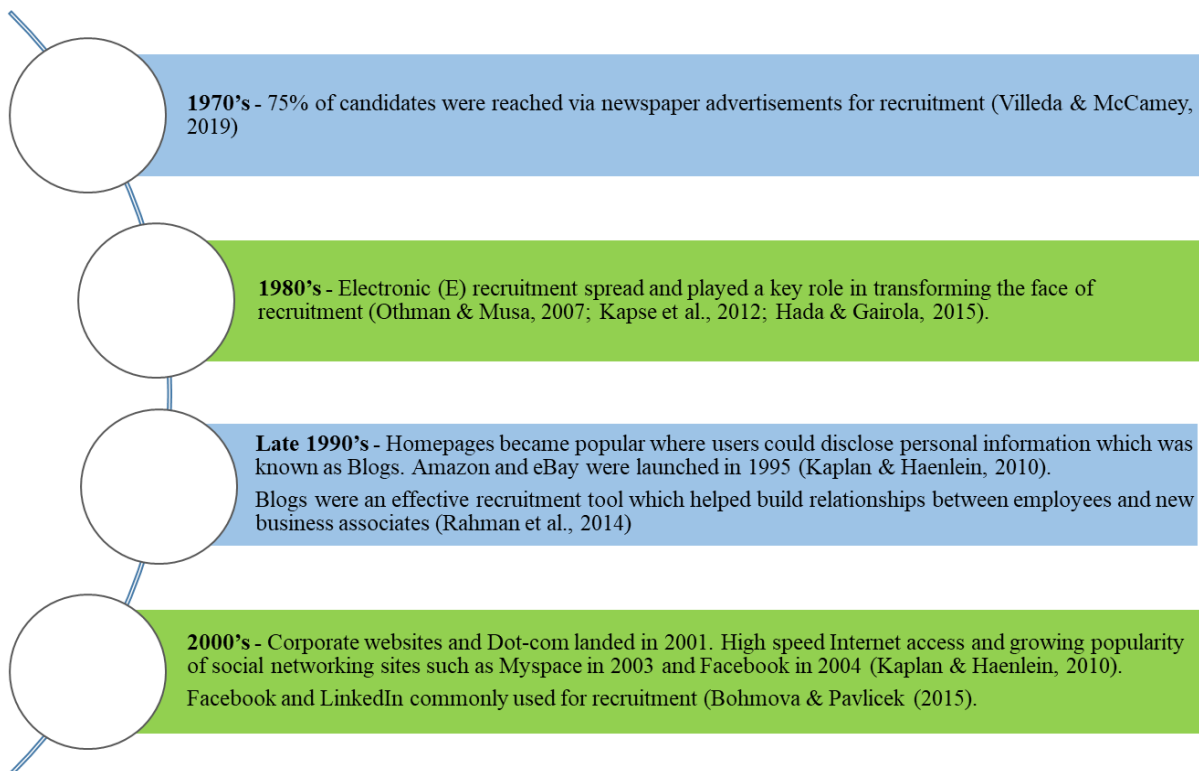 1970’s - 75% of candidates were reached via newspaper advertisements for recruitment (Villeda & McCamey,
2019)
1980’s - Electronic (E) recruitment spread and played a key role in transforming the face of
recruitment (Othman & Musa, 2007; Kapse et al., 2012; Hada & Gairola, 2015).
Late 1990’s - Homepages became popular where users could disclose personal information which was
known as Blogs. Amazon and eBay were launched in 1995 (Kaplan & Haenlein, 2010).
Blogs were an effective recruitment tool which helped build relationships between employees and new
business associates (Rahman et al., 2014)
2000’s - Corporate websites and Dot-com landed in 2001. High speed Internet access and growing popularity
of social networking sites such as Myspace in 2003 and Facebook in 2004 (Kaplan & Haenlein, 2010).
Facebook and LinkedIn commonly used for recruitment (Bohmova & Pavlicek (2015).